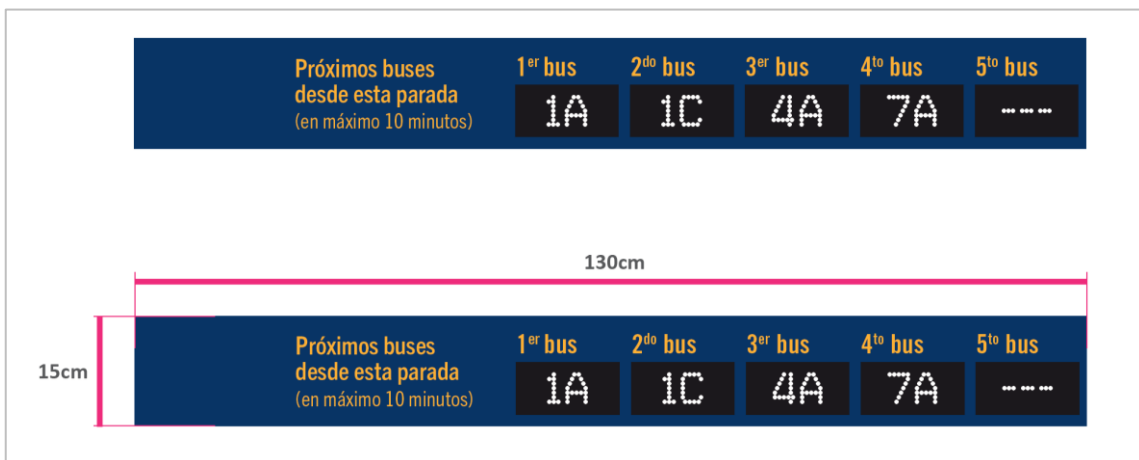 Próximos buses
desde esta parada
(en máximo 10 minutos)
1er bus 2do bus 3er bus 4to bus 5to bus
1A 1C 4A 7A ---
130cm
15cm
Próximos buses
desde esta parada
(en máximo 10 minutos)
1er bus 2do bus 3er bus 4to bus 5to bus
1A 1C 4A 7A ---